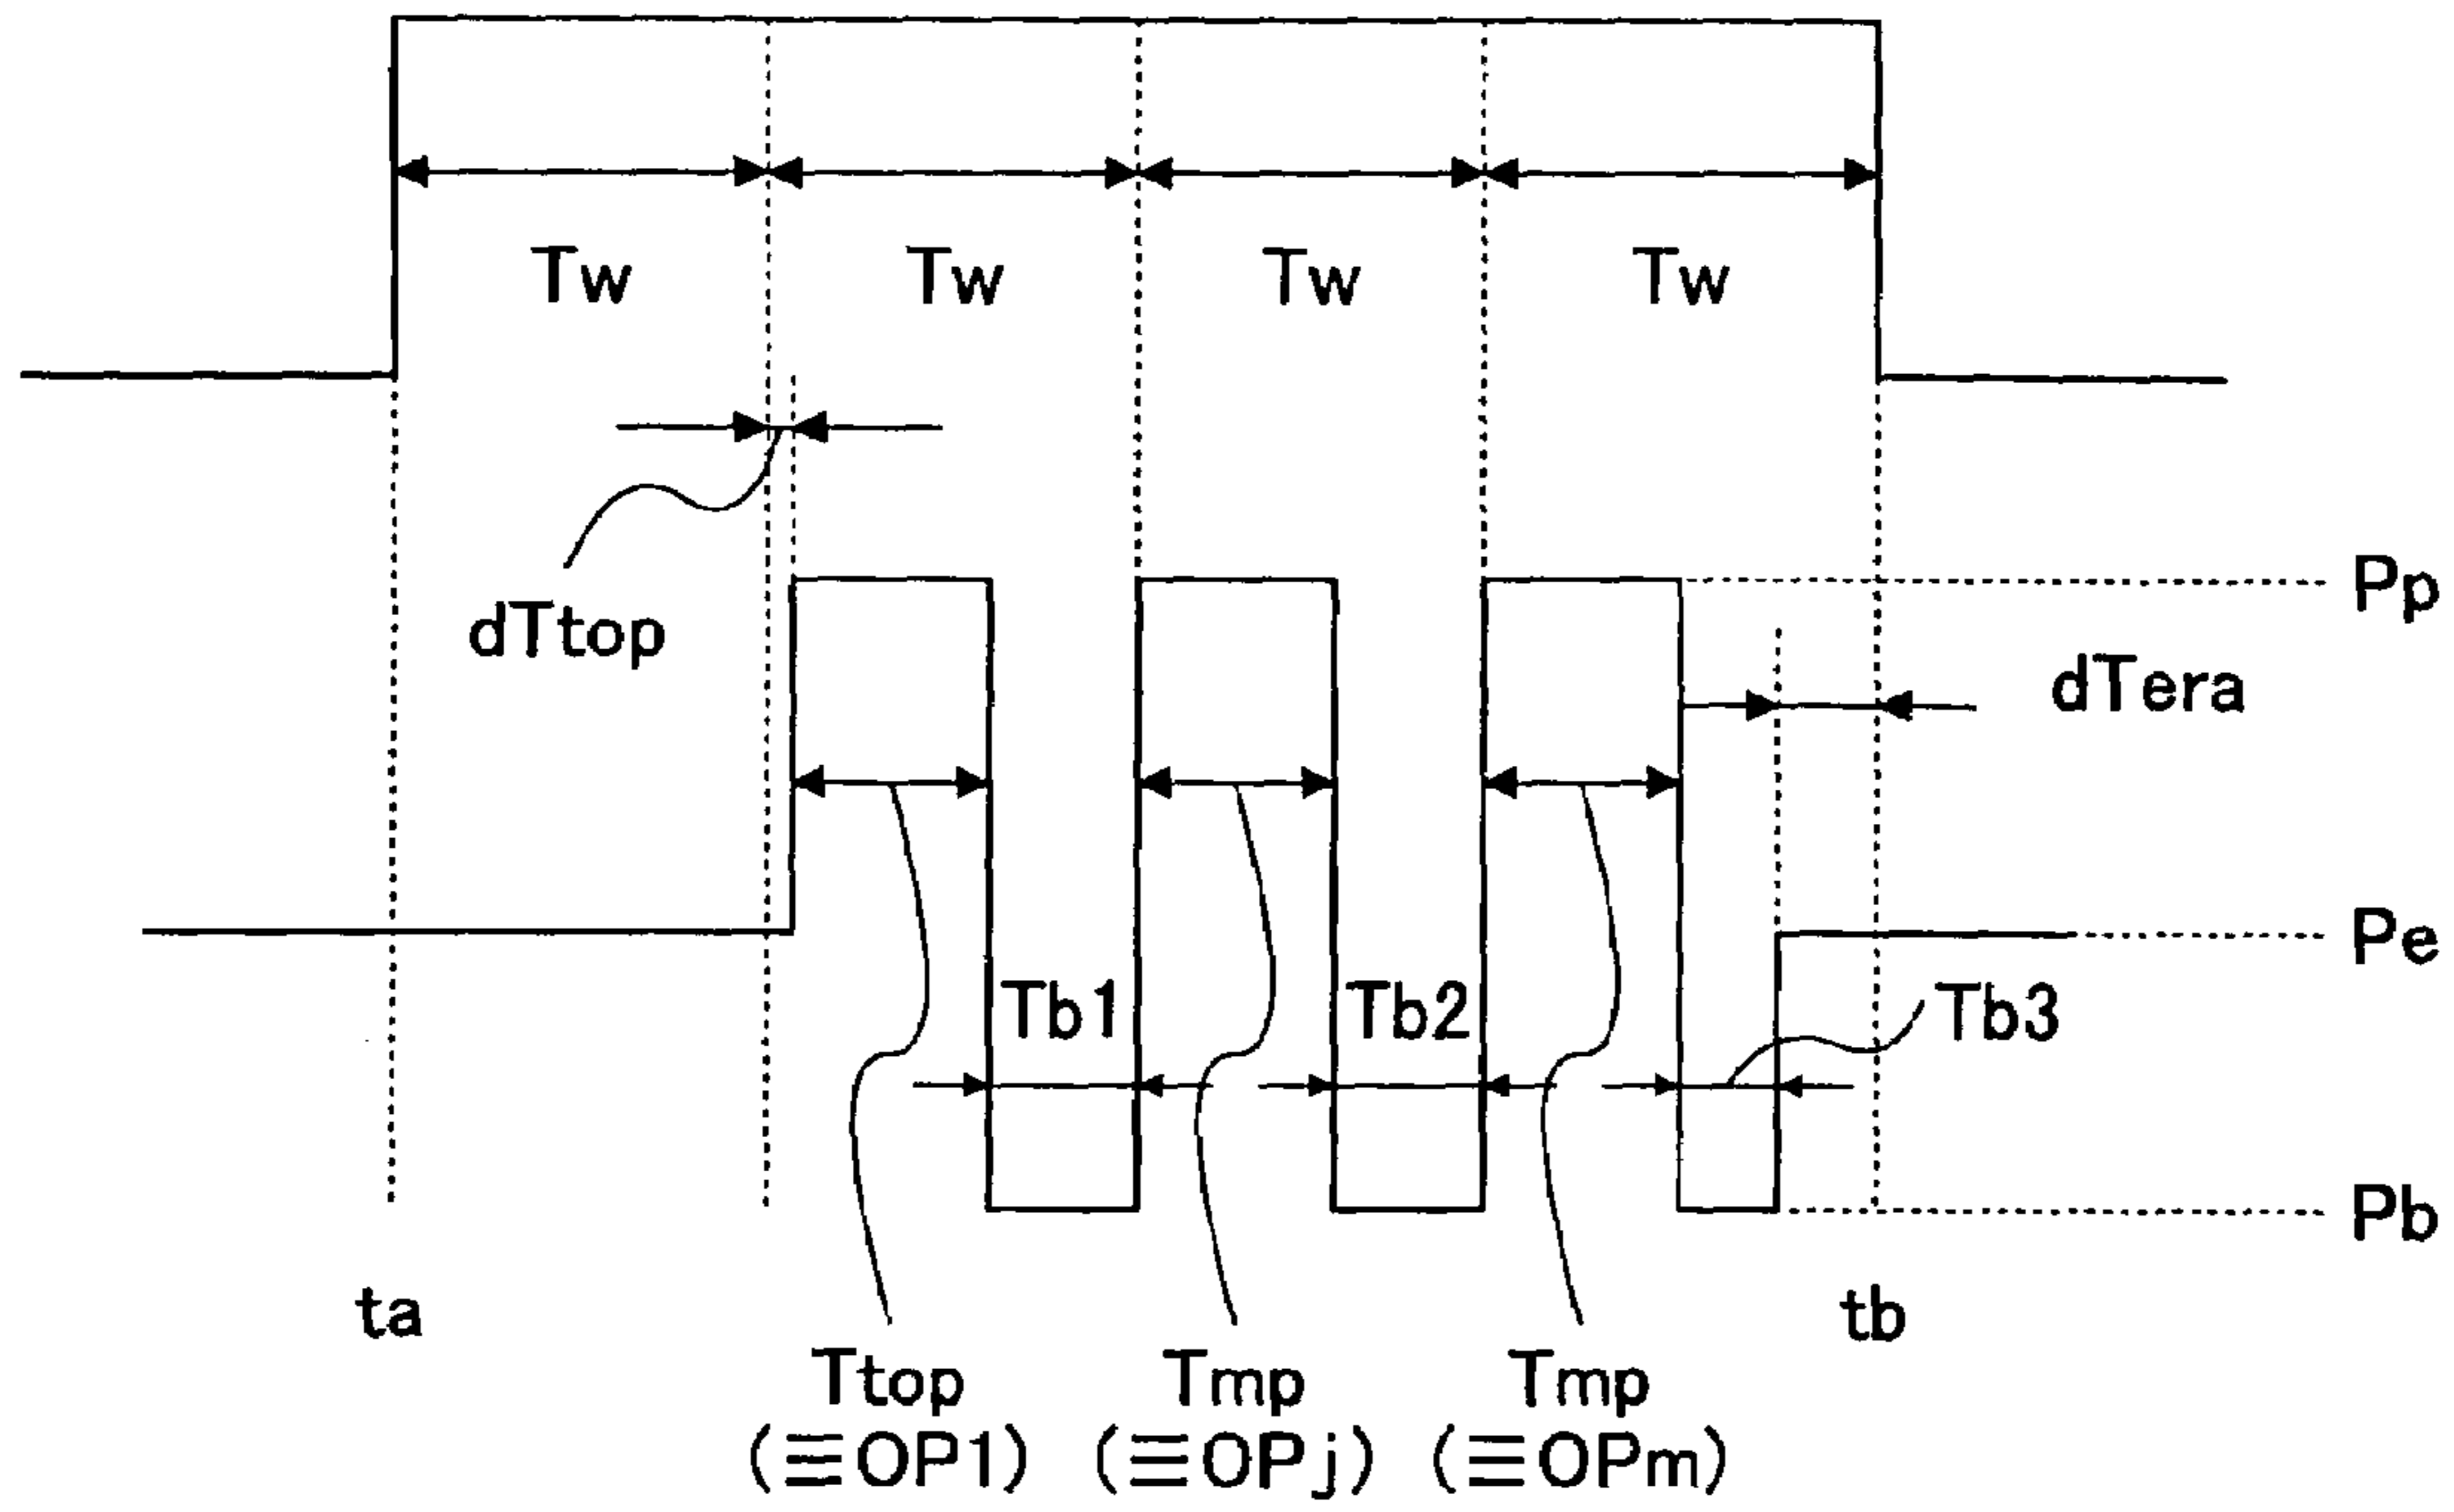 Tw Tw Tw Tw
dTtop
Pp
dTera
Pe
Tb1 Tb2 Tb3
Pb
ta tb
Ttop Tmp Tmp
(≡OP1) (≡OPj) (≡OPm)